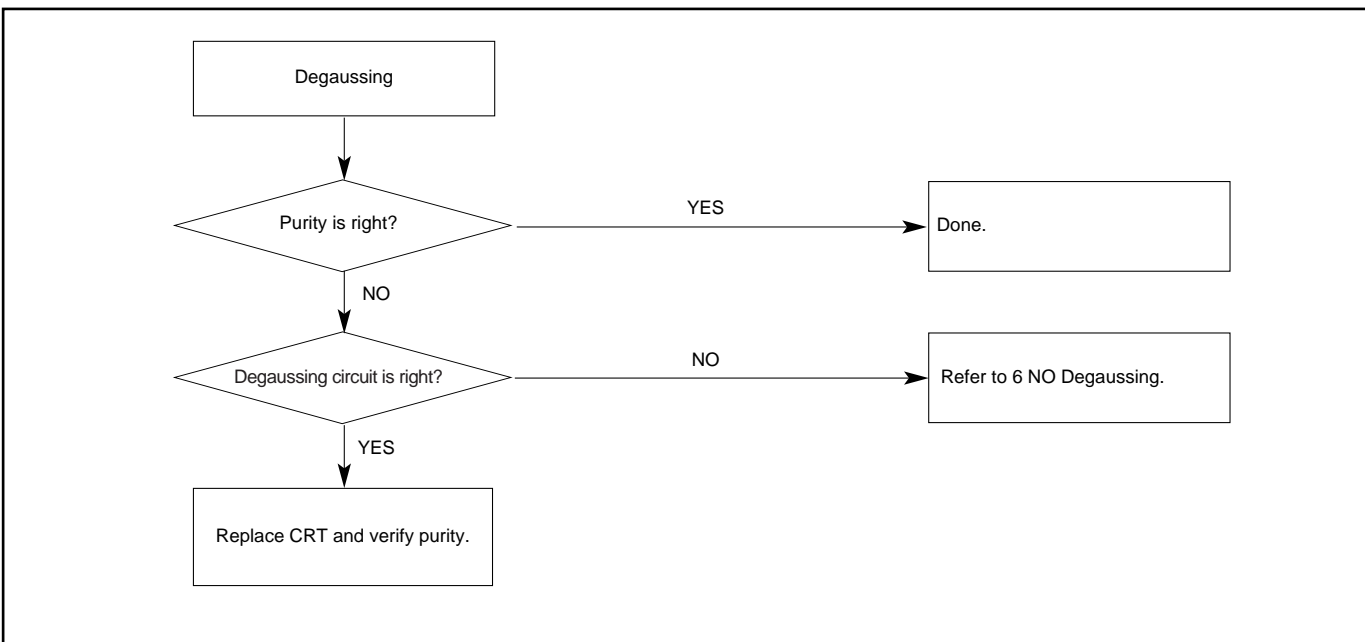 Degaussing
Purity is right?
YES
Done.
NO
Degaussing circuit is right?
NO
Refer to 6 NO Degaussing.
YES
Replace CRT and verify purity.